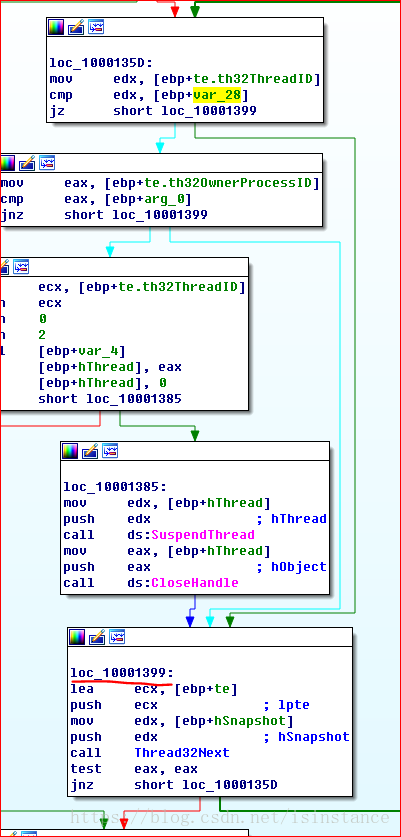 loc_1000135D:
mov edx, [ebp+te.th32ThreadID]
cmp edx, [ebp+var_28]
jz short loc_10001399
mov eax, [ebp+te.th32OwnerProcessID]
cmp eax, [ebp+arg_0]
jnz short loc_10001399
ecx, [ebp+te.th32ThreadID]
ecx
0
2
[ebp+var_4]
[ebp+hThread], eax
[ebp+hThread], 0
short loc_10001385
loc_10001385:
mov edx, [ebp+hThread]
push edx ; hThread
call ds:SuspendThread
mov eax, [ebp+hThread]
push eax ; hObject
call ds:CloseHandle
loc_10001399:
lea ecx, [ebp+te]
push ecx ; lpte
mov edx, [ebp+hSnapshot]
push edx ; hSnapshot
call Thread32Next
test eax, eax
jnz short loc_1000135D
https://blog.csdn.net/isinstance